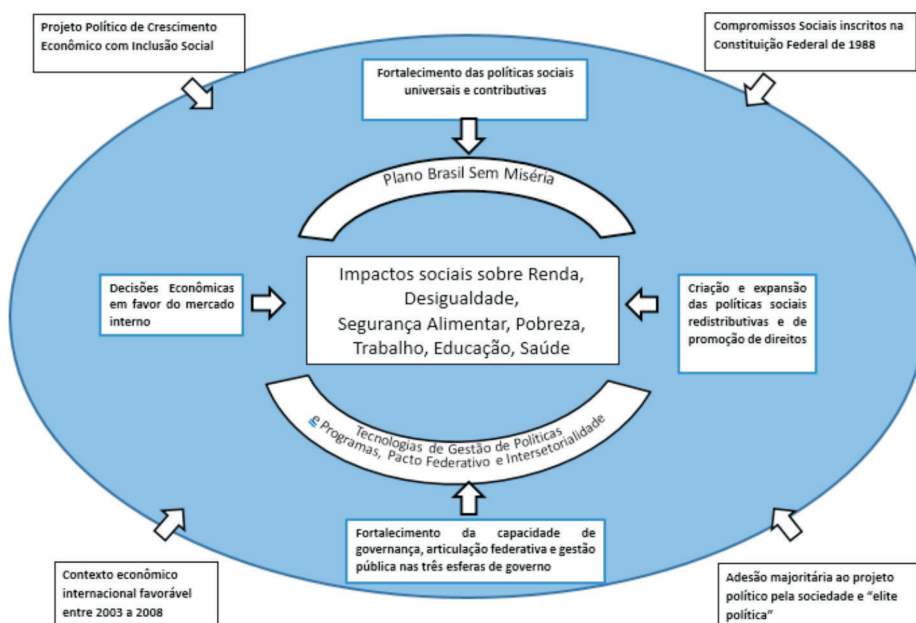 Projeto Político de Crescimento
Econômico com Inclusão Social
Compromissos Sociais inscritos na
Constituição Federal de 1988
Fortalecimento das políticas sociais
universais e contributivas
Plano Brasil Sem Miséria
Decisões Econômicas
em favor do mercado
interno
Impactos sociais sobre Renda,
Desigualdade,
Segurança Alimentar, Pobreza,
Trabalho, Educação, Saúde
Criação e expansão
das políticas sociais
redistributivas e de
promoção de direitos
Tecnologias de Gestão de Políticas
e Programas, Pacto Federativo e Intersetorialidade
Fortalecimento da capacidade de
governança, articulação federativa e gestão
pública nas três esferas de governo
Contexto econômico
internacional favorável
entre 2003 a 2008
Adesão majoritária ao projeto
político pela sociedade e “elite
política”